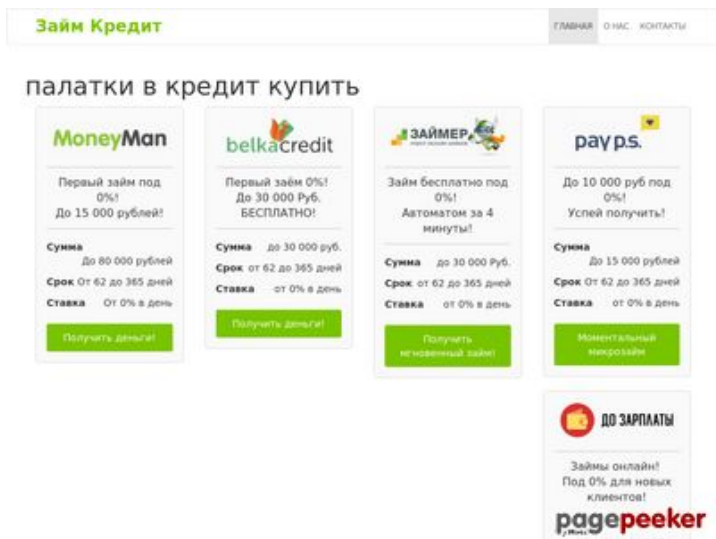 Займ Кредит
ГЛАВНАЯ О НАС. КОНТАКТЫ
палатки в кредит купить
MoneyMan
Первый займ под
0%!
До 15 000 рублей!
Сумма
До 80 000 рублей
Срок От 62 до 365 дней
Ставка От 0% в день
Получить деньги!
belkacredit
Первый заём 0%!
До 30 000 Руб.
БЕСПЛАТНО!
Сумма до 30 000 руб.
Срок от 62 до 365 дней
Ставка от 0% в день
Получить деньги!
ЗАЙМЕР
Займ бесплатно под
0%!
Автоматом за 4
минуты!
Сумма до 30 000 Руб.
Срок от 62 до 365 дней
Ставка от 0% в день
Получить
мгновенный займ!
pay p.s.
До 10 000 руб под
0%!
Успей получить!
Сумма
До 15 000 рублей
Срок От 62 до 365 дней
Ставка от 0% в день
Моментальный
микрозайм
ДО ЗАРПЛАТЫ
Займы онлайн!
Под 0% для новых
клиентов!
pagepeeker